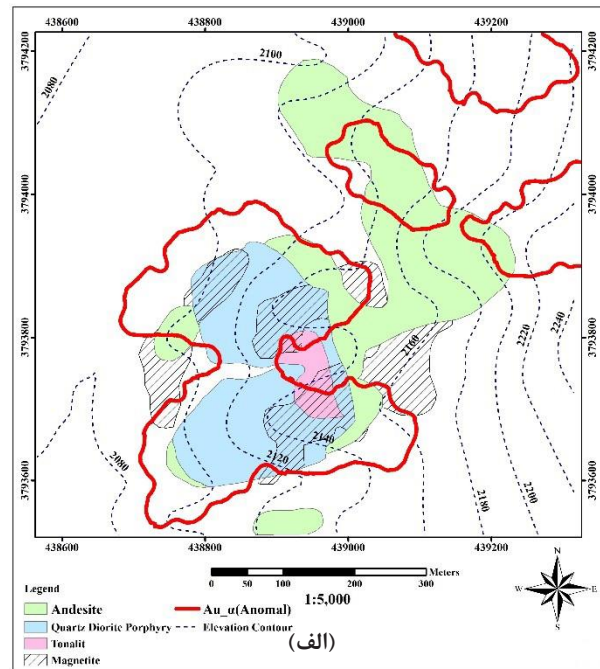 438600 438800 439000 439200
3794200
3794000
3793800
3793600
3794200
3794000
3793800
3793600
2100
2080
2160
2220
2240
2080
2140
2120
2180
2200
438600 438800 439000 439200
Meters
0 50 100 200 300
1:5,000
N
W E
S
Legend
Andesite
Au_α(Anomal)
Quartz Diorite Porphyry
Elevation Contour
Tonalit
Magnetite
(الف)